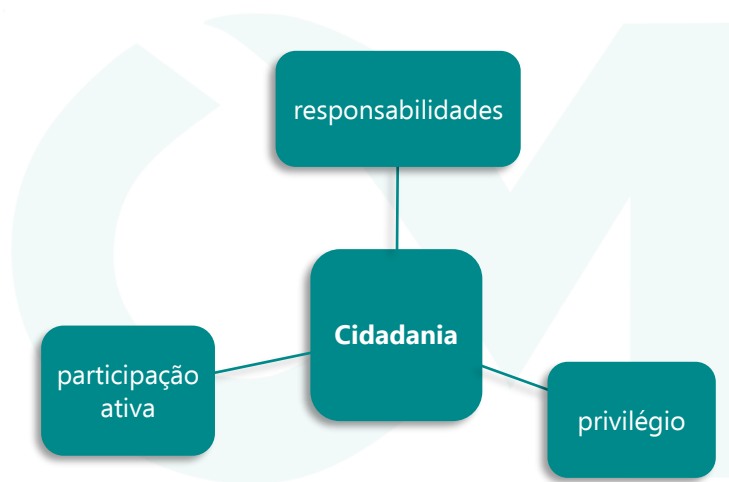 responsabilidades
Cidadania
participação
ativa
privilégio